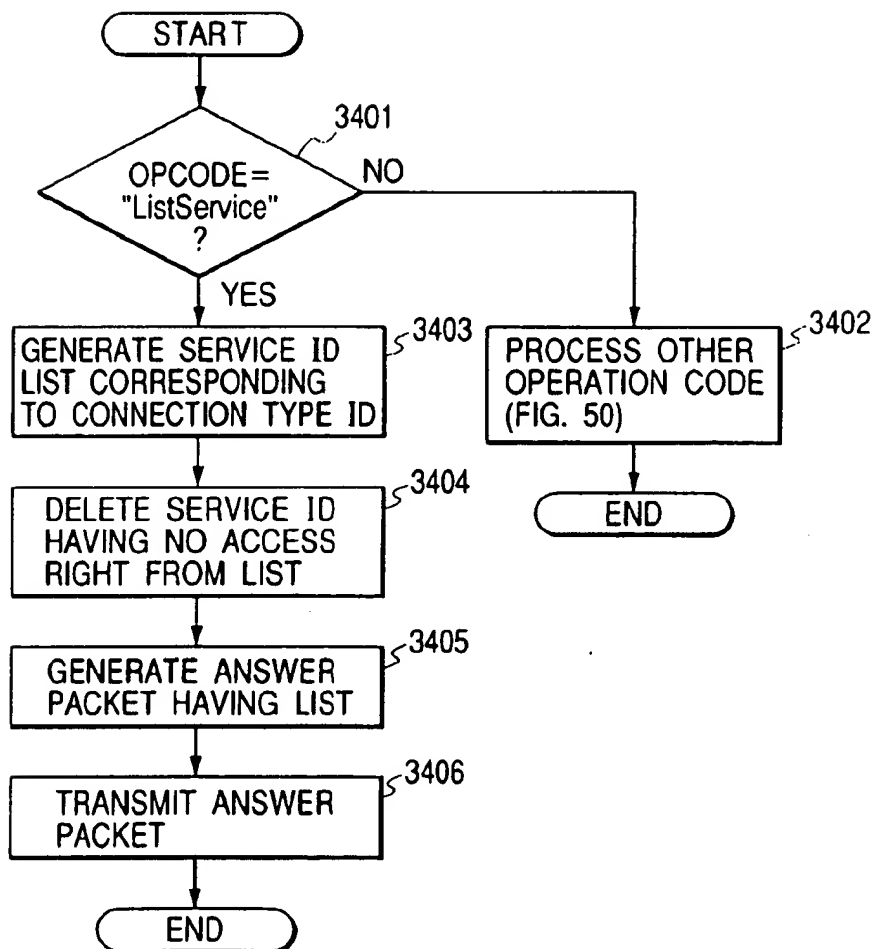 START
3401
OPCODE=
"ListService"
?
NO
YES
3403
GENERATE SERVICE ID
LIST CORRESPONDING
TO CONNECTION TYPE ID
3402
PROCESS OTHER
OPERATION CODE
(FIG. 50)
END
3404
DELETE SERVICE ID
HAVING NO ACCESS
RIGHT FROM LIST
3405
GENERATE ANSWER
PACKET HAVING LIST
3406
TRANSMIT ANSWER
PACKET
END